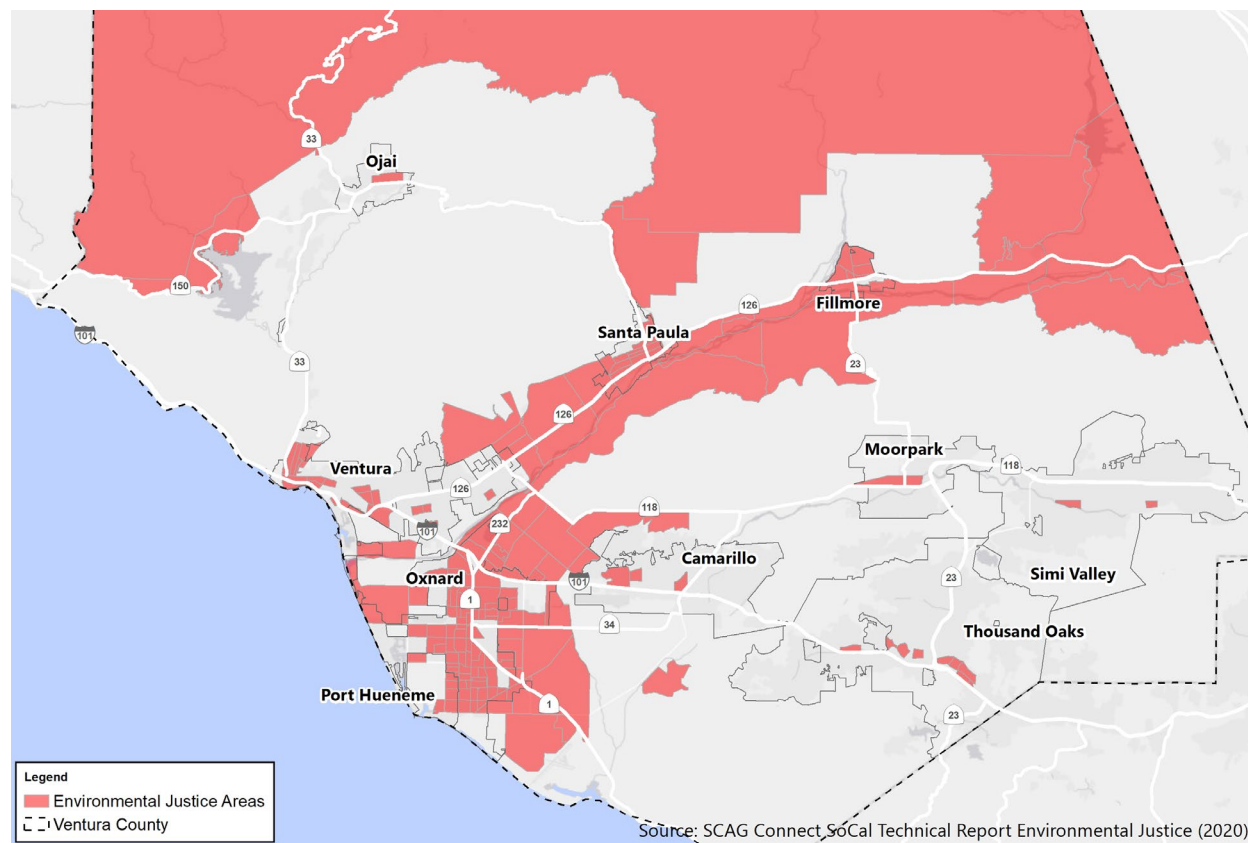 33
Ojai
150
126
Fillmore
Santa Paula
101
33
23
126
Moorpark
118
Ventura
126
118
101
232
Camarillo
Oxnard
101
23
Simi Valley
1
34
Thousand Oaks
Port Hueneme
1
23
Legend
Environmental Justice Areas
Ventura County
Source: SCAG Connect SoCal Technical Report Environmental Justice (2020)